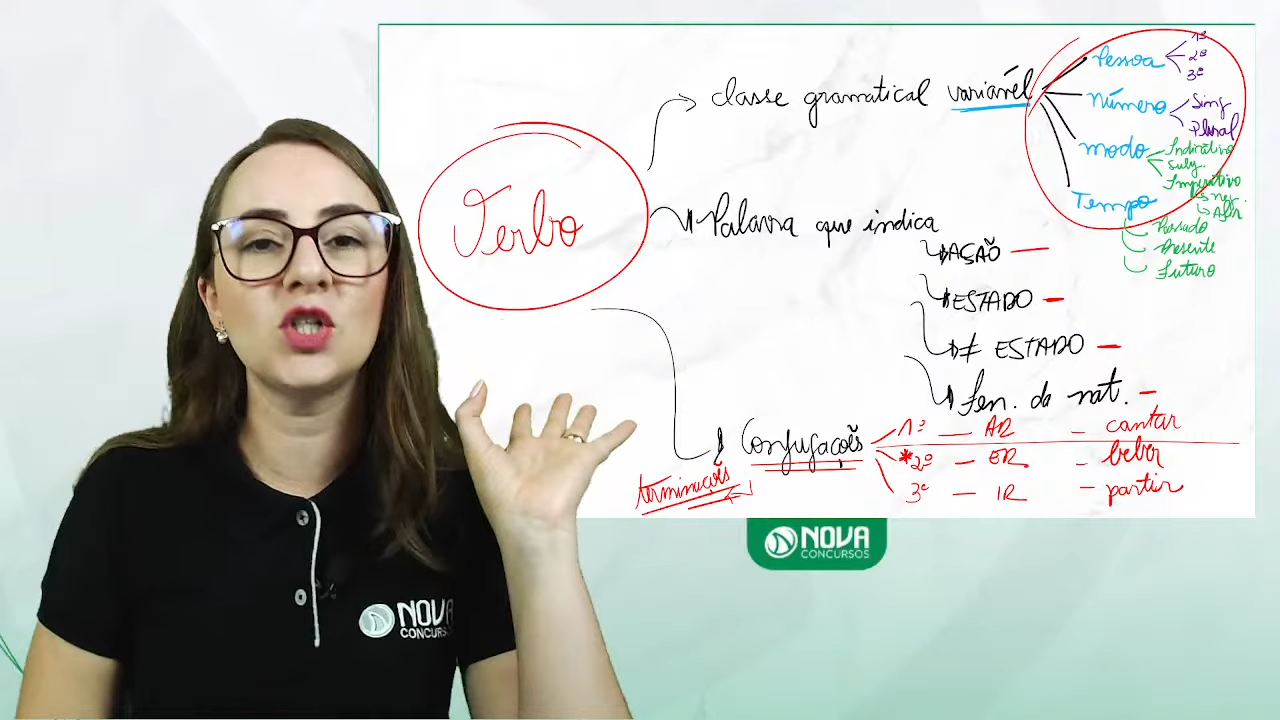 Verbo
classe gramatical variável
Pessoa
1ª
2ª
3ª
número
Sing
Plural
modo
Indicativo
Subj.
Imperativo
neg.
Afir
Tempo
Passado
Presente
Futuro
Palavra que indica
AÇÃO
ESTADO
≠ ESTADO
Fen. da nat.
Conjugações
terminações
1ª — AR – cantar
*2ª – ER – beber
3ª — IR – partir
NOVA
CONCURSOS
NOVA
CONCURSOS